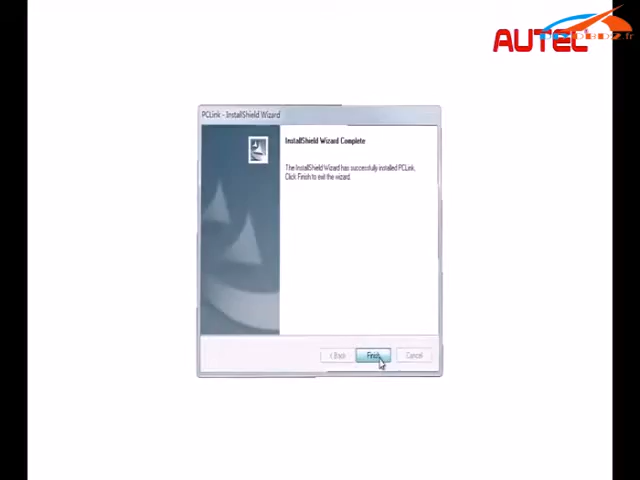 AUTEL
PCLink - InstallShield Wizard
InstallShield Wizard Complete
The InstallShield Wizard has successfully installed PCLink.
Click Finish to exit the wizard.
< Back
Finish
Cancel